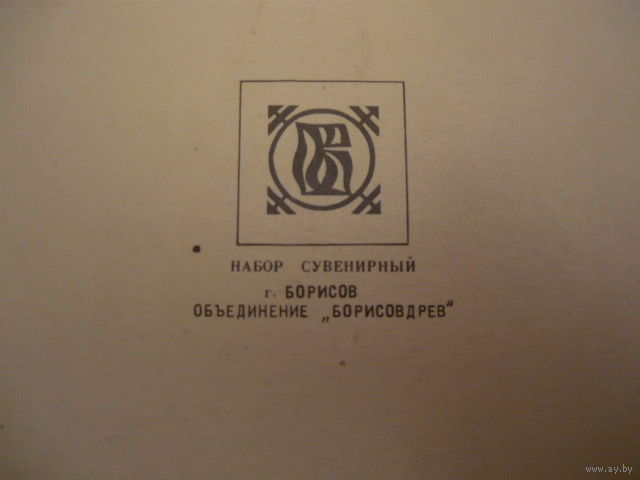 НАБОР СУВЕНИРНЫЙ
г. БОРИСОВ
ОБЪЕДИНЕНИЕ „БОРИСОВДРЕВ"
www.ay.by